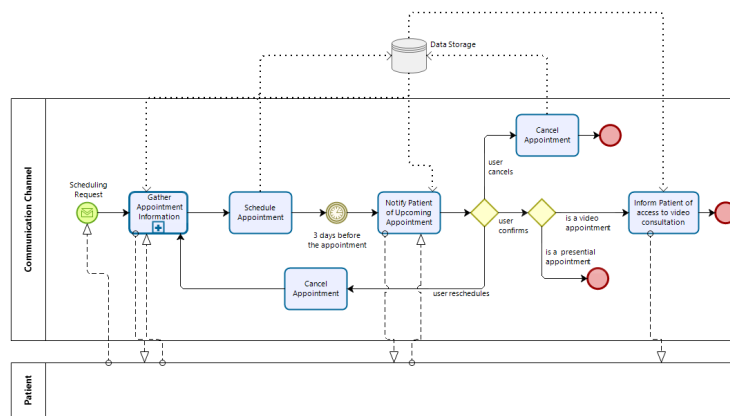 Data Storage
Communication Channel
Scheduling
Request
Gather
Appointment
Information
Schedule
Appointment
3 days before
the appointment
Notify Patient
of Upcoming
Appointment
user
cancels
Cancel
Appointment
user
confirms
is a video
appointment
Inform Patient of
access to video
consultation
is a presential
appointment
Cancel
Appointment
user reschedules
Patient